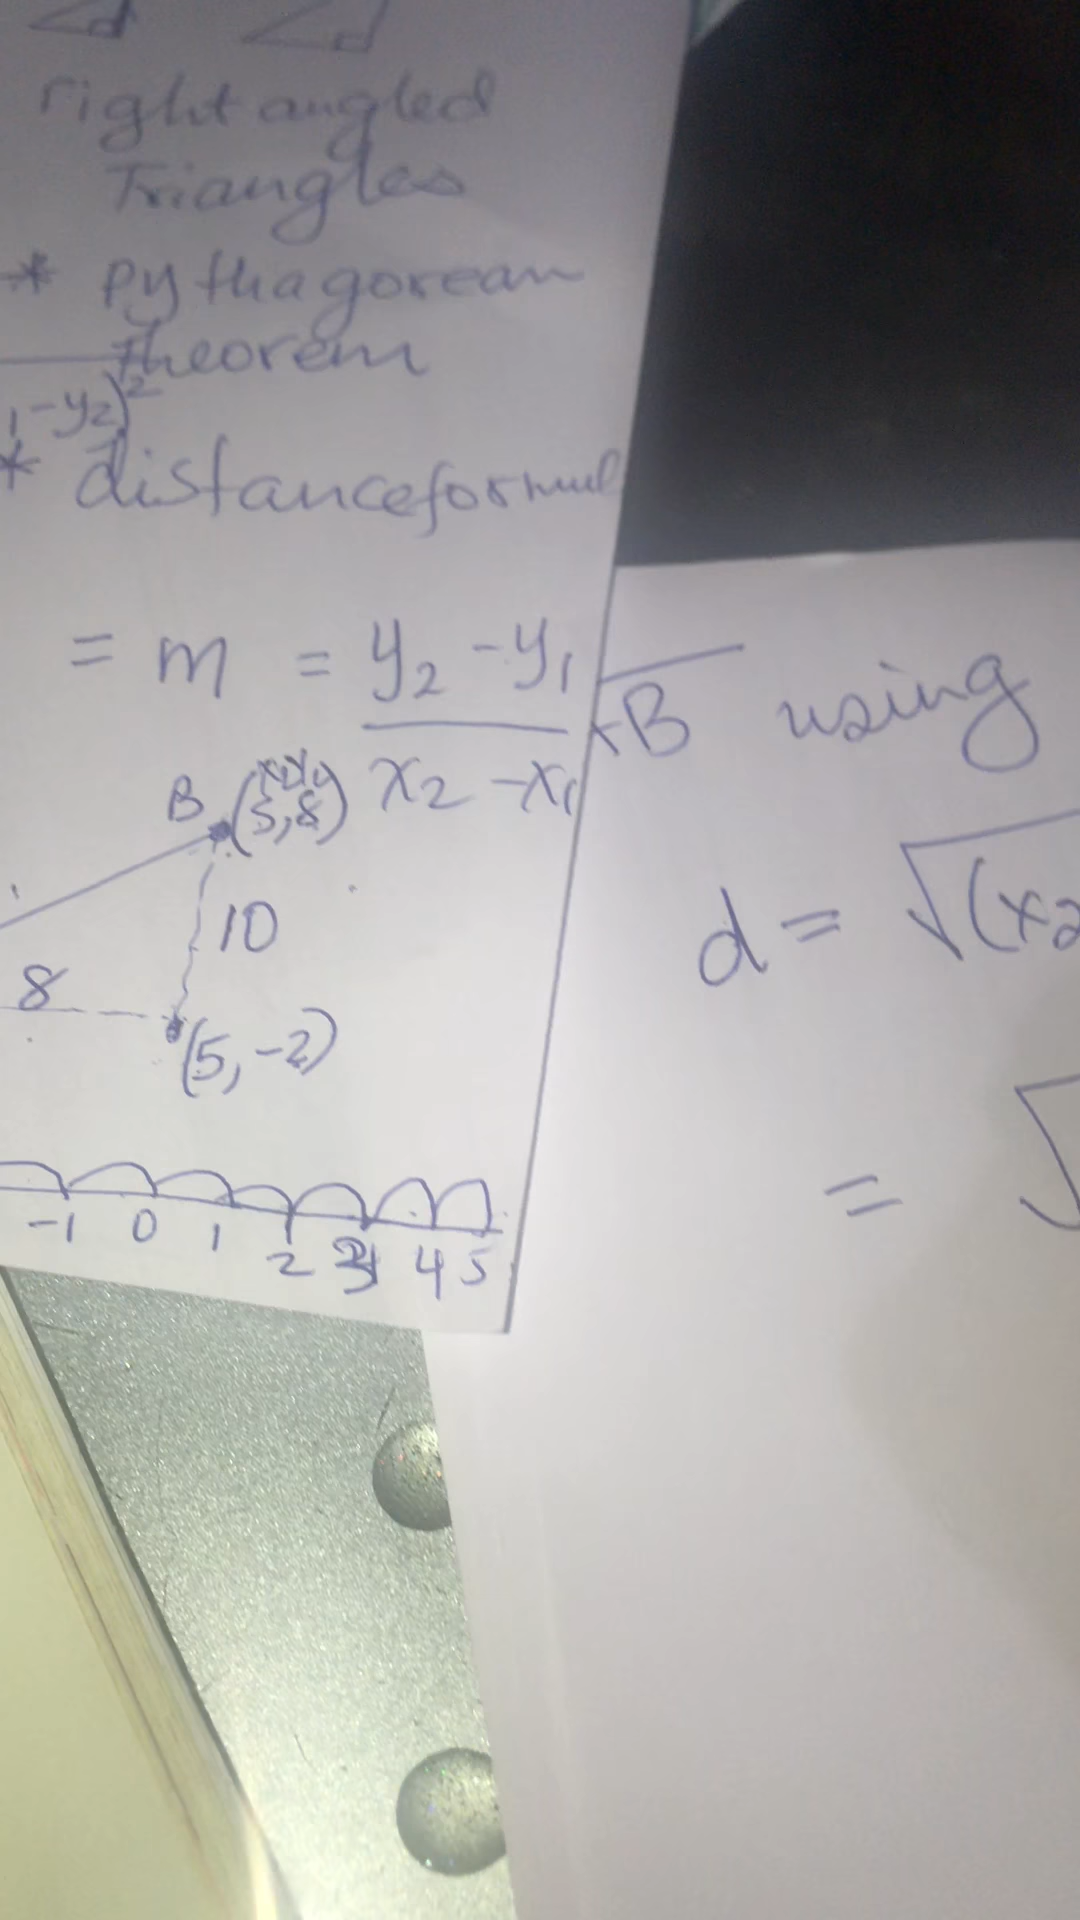 right angled
Triangles
* pythagorean
theorem
1-y2)²
* distanceformul
= m = y2 - y1
x2 - x1
B (5,8)
10
8
(5,-2)
-1 0 1 2 3 4 5
B using
d = √(x2
= √